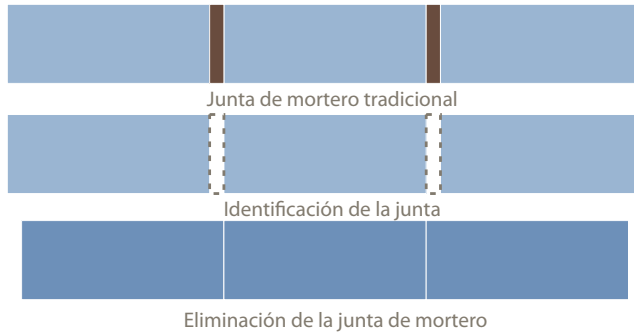 Junta de mortero tradicional
Identificación de la junta
Eliminación de la junta de mortero